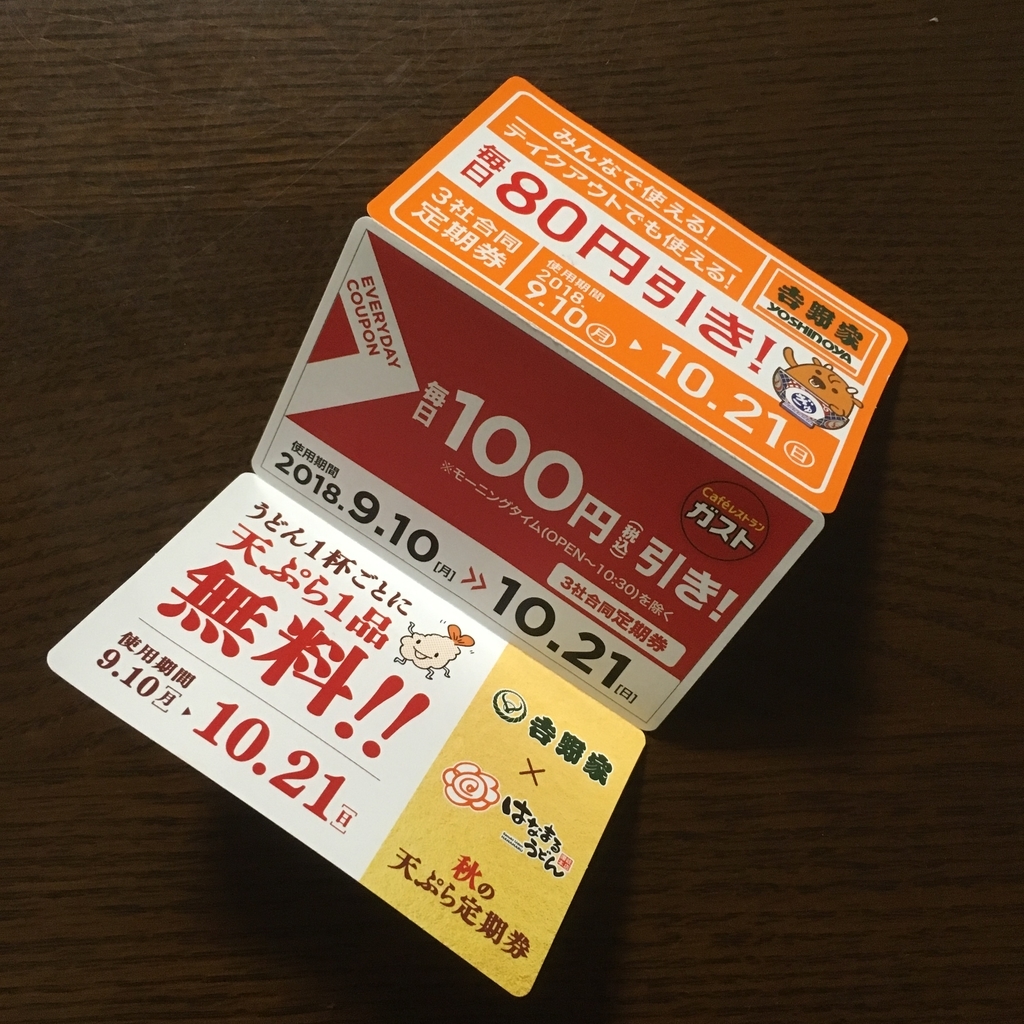 みんなで使える!
テイクアウトでも使える!
毎日80円引き!
3社合同
定期券
使用期間
2018.
9.10(月)▶10.21(日)
吉野家
YOSHINOYA
EVERYDAY
COUPON
毎日100円(税込)引き!
※モーニングタイム(OPEN~10:30)を除く
Caféレストラン
ガスト
3社合同定期券
使用期間
2018.9.10[月]»10.21[日]
うどん1杯ごとに
天ぷら1品
無料!!
使用期間
9.10[月]▶10.21[日]
吉野家
×
はなまる
うどん
秋の
天ぷら定期券